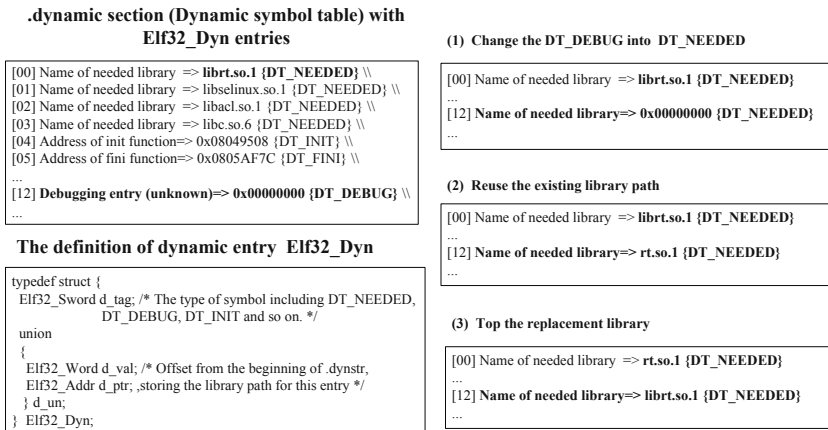 .dynamic section (Dynamic symbol table) with
Elf32_Dyn entries
[00] Name of needed library => librt.so.1 {DT_NEEDED} \\
[01] Name of needed library => libselinux.so.1 {DT_NEEDED} \\
[02] Name of needed library => libacl.so.1 {DT_NEEDED} \\
[03] Name of needed library => libc.so.6 {DT_NEEDED} \\
[04] Address of init function=> 0x08049508 {DT_INIT} \\
[05] Address of fini function=> 0x0805AF7C {DT_FINI} \\
...
[12] Debugging entry (unknown)=> 0x00000000 {DT_DEBUG} \\
...
The definition of dynamic entry Elf32_Dyn
typedef struct {
Elf32_Sword d_tag; /* The type of symbol including DT_NEEDED,
DT_DEBUG, DT_INIT and so on. */
union
{
Elf32_Word d_val; /* Offset from the beginning of .dynstr,
Elf32_Addr d_ptr; ,storing the library path for this entry */
} d_un;
} Elf32_Dyn;
(1) Change the DT_DEBUG into DT_NEEDED
[00] Name of needed library => librt.so.1 {DT_NEEDED}
...
[12] Name of needed library=> 0x00000000 {DT_NEEDED}
...
(2) Reuse the existing library path
[00] Name of needed library => librt.so.1 {DT_NEEDED}
...
[12] Name of needed library=> rt.so.1 {DT_NEEDED}
...
(3) Top the replacement library
[00] Name of needed library => rt.so.1 {DT_NEEDED}
...
[12] Name of needed library=> librt.so.1 {DT_NEEDED}
...